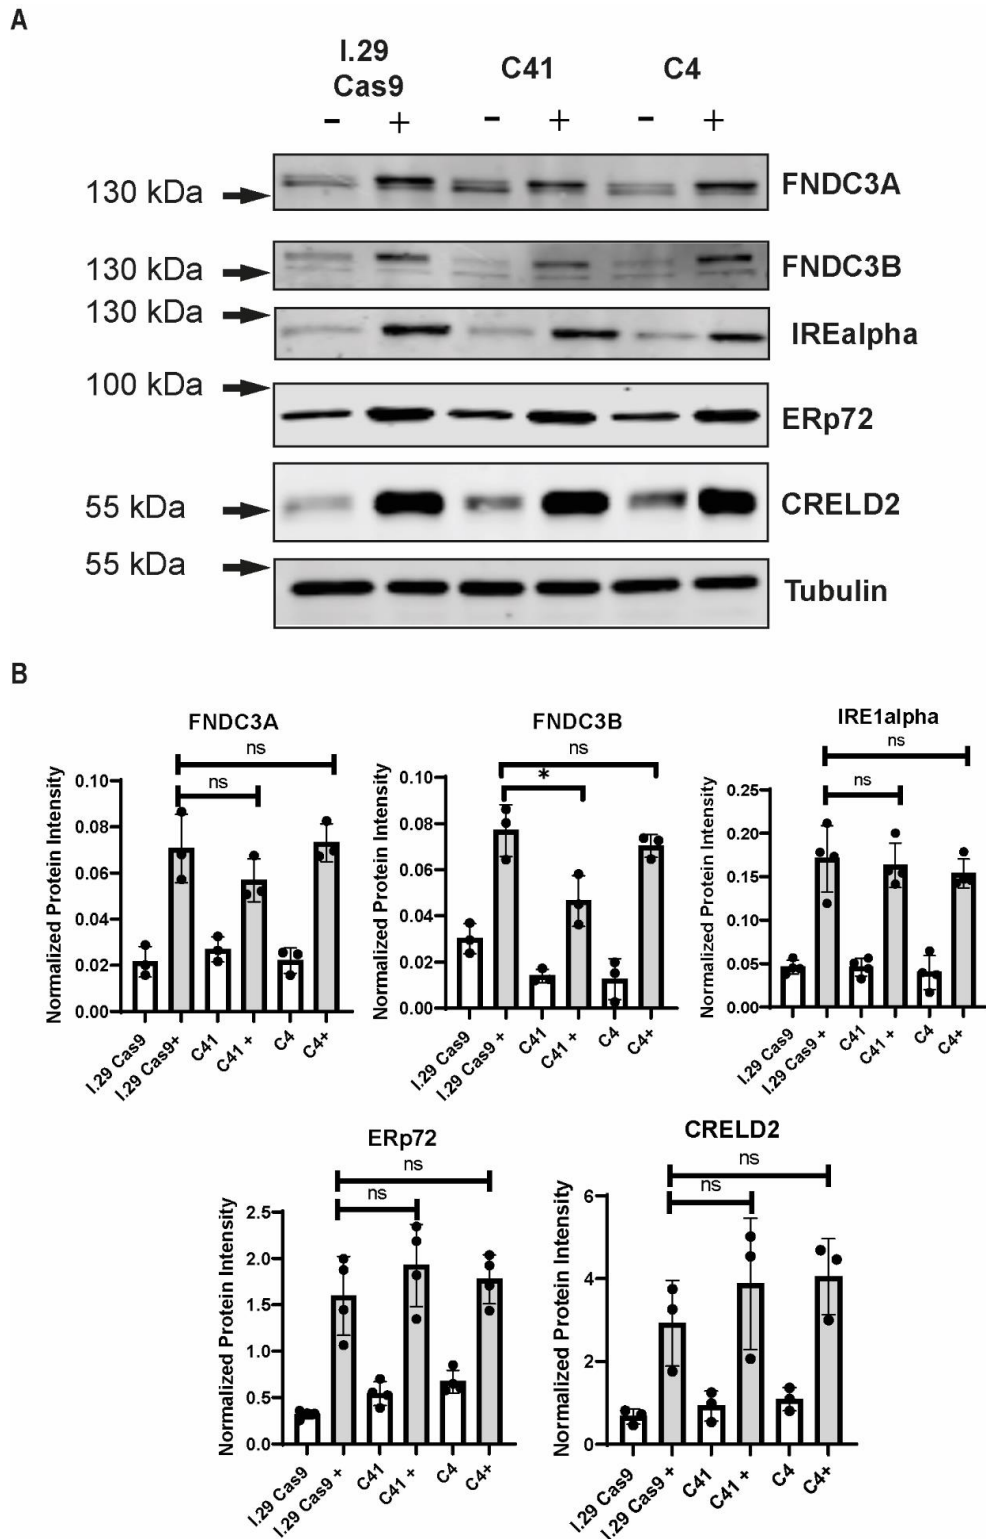 A
I.29
Cas9
C41
C4
- + - + - +
130 kDa
FNDC3A
130 kDa
FNDC3B
130 kDa
IREalpha
100 kDa
ERp72
55 kDa
CRELD2
55 kDa
Tubulin
B
FNDC3A
ns
ns
Normalized Protein Intensity
0.10
0.08
0.06
0.04
0.02
0.00
I.29 Cas9
I.29 Cas9+
C41
C41 +
C4
C4+
FNDC3B
ns
*
Normalized Protein Intensity
0.10
0.08
0.06
0.04
0.02
0.00
I.29 Cas9
I.29 Cas9 +
C41
C41 +
C4
C4+
IRE1alpha
ns
ns
Normalized Protein Intensity
0.25
0.20
0.15
0.10
0.05
0.00
I.29 Cas9
I.29 Cas9 +
C41
C41 +
C4
C4+
ERp72
ns
ns
Normalized Protein Intensity
2.5
2.0
1.5
1.0
0.5
0.0
I.29 Cas9
I.29 Cas9 +
C41
C41 +
C4
C4+
CRELD2
ns
ns
Normalized Protein Intensity
6
4
2
0
I.29 Cas9
I.29 Cas9 +
C41
C41 +
C4
C4+